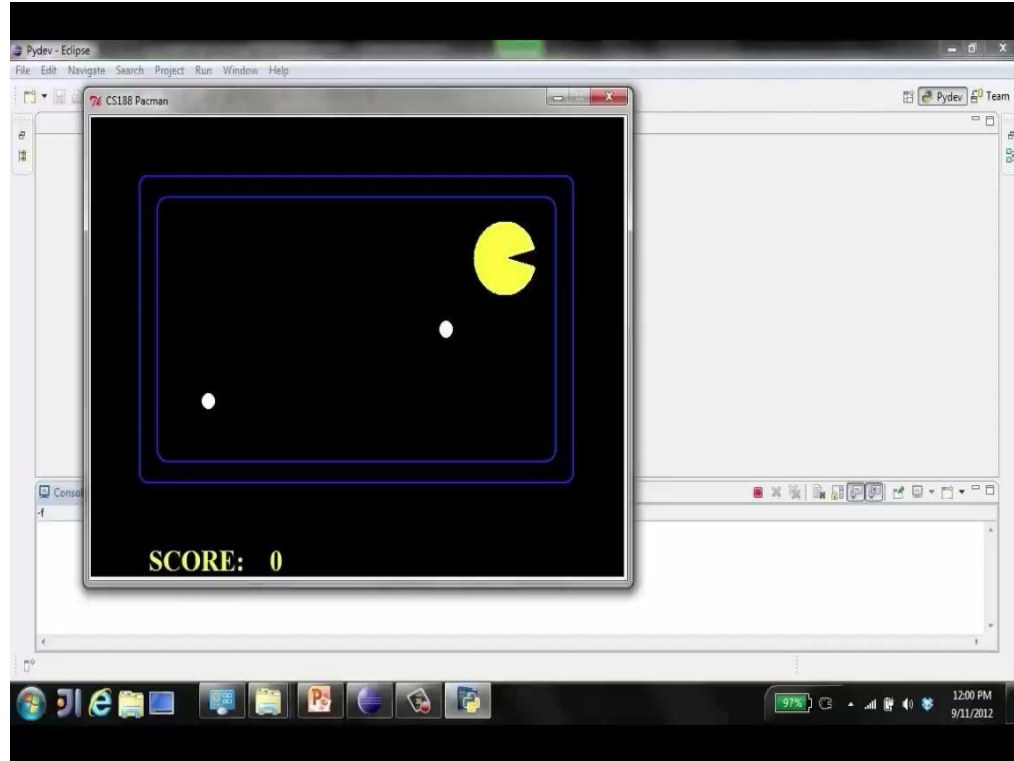 Pydev - Eclipse
File Edit Navigate Search Project Run Window Help
CS188 Pacman
Pydev
Team
Consol
-f
SCORE: 0
97%
12:00 PM
9/11/2012